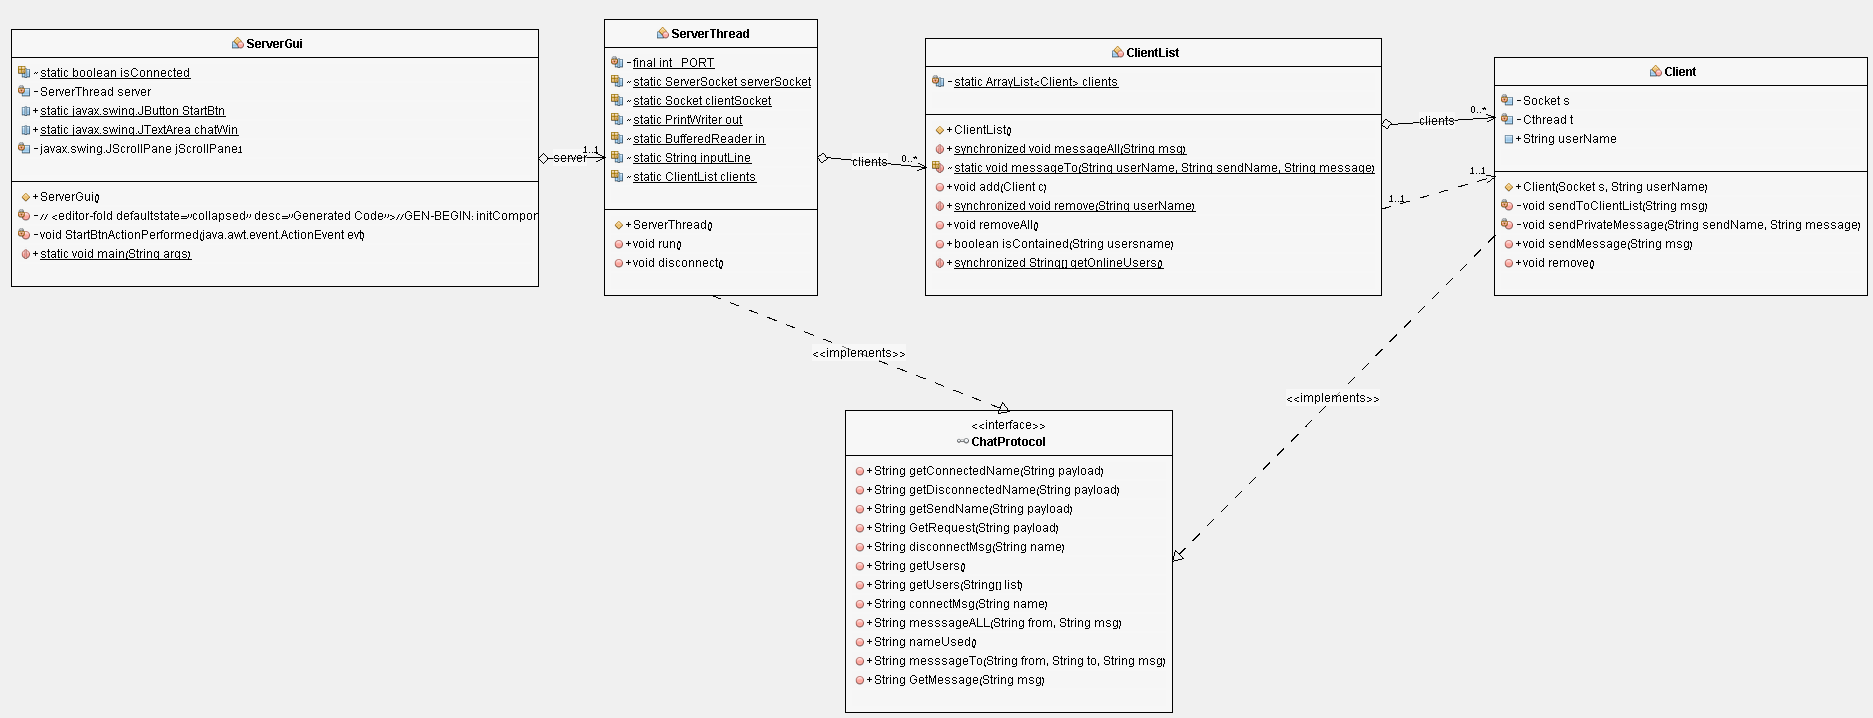 ServerGui
~ static boolean isConnected
- ServerThread server
+ static javax.swing.JButton StartBtn
+ static javax.swing.JTextArea chatWin
- javax.swing.JScrollPane jScrollPane1
+ ServerGui()
- // <editor-fold defaultstate="collapsed" desc="Generated Code">//GEN-BEGIN: initCompon
- void StartBtnActionPerformed(java.awt.event.ActionEvent evt)
+ static void main(String args)
server
1..1
ServerThread
- final int _PORT
~ static ServerSocket serverSocket
~ static Socket clientSocket
~ static PrintWriter out
~ static BufferedReader in
~ static String inputLine
~ static ClientList clients
+ ServerThread()
+ void run()
+ void disconnect()
clients
0..*
ClientList
- static ArrayList<Client> clients
+ ClientList()
+ synchronized void messageAll(String msg)
~ static void messageTo(String userName, String sendName, String message)
+ void add(Client c)
+ synchronized void remove(String userName)
+ void removeAll()
+ boolean isContained(String usersname)
+ synchronized String[] getOnlineUsers()
clients
0..*
1..1
1..1
Client
- Socket s
- Cthread t
+ String userName
+ Client(Socket s, String userName)
- void sendToClientList(String msg)
- void sendPrivateMessage(String sendName, String message)
+ void sendMessage(String msg)
+ void remove()
<<implements>>
<<implements>>
<<interface>>
ChatProtocol
+ String getConnectedName(String payload)
+ String getDisconnectedName(String payload)
+ String getSendName(String payload)
+ String GetRequest(String payload)
+ String disconnectMsg(String name)
+ String getUsers()
+ String getUsers(String[] list)
+ String connectMsg(String name)
+ String messsageALL(String from, String msg)
+ String nameUsed()
+ String messsageTo(String from, String to, String msg)
+ String GetMessage(String msg)